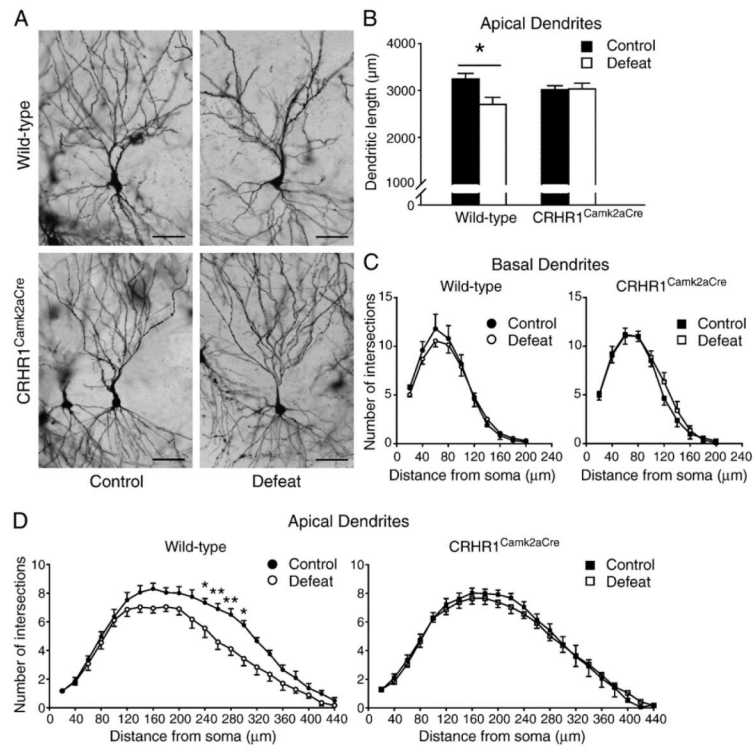 A
Wild-type
CRHR1Camk2aCre
Control
Defeat
B
Apical Dendrites
Control
Defeat
*
Dendritic length (μm)
4000
3000
2000
1000
0
Wild-type
CRHR1Camk2aCre
C
Basal Dendrites
Wild-type
CRHR1Camk2aCre
Control
Defeat
Control
Defeat
Number of intersections
15
10
5
0
0 40 80 120 160 200 240
Distance from soma (μm)
15
10
5
0
0 40 80 120 160 200 240
Distance from soma (μm)
D
Apical Dendrites
Wild-type
Control
Defeat
* ** ** *
Number of intersections
10
8
6
4
2
0
0 40 80 120 160 200 240 280 320 360 400 440
Distance from soma (μm)
CRHR1Camk2aCre
Control
Defeat
10
8
6
4
2
0
0 40 80 120 160 200 240 280 320 360 400 440
Distance from soma (μm)